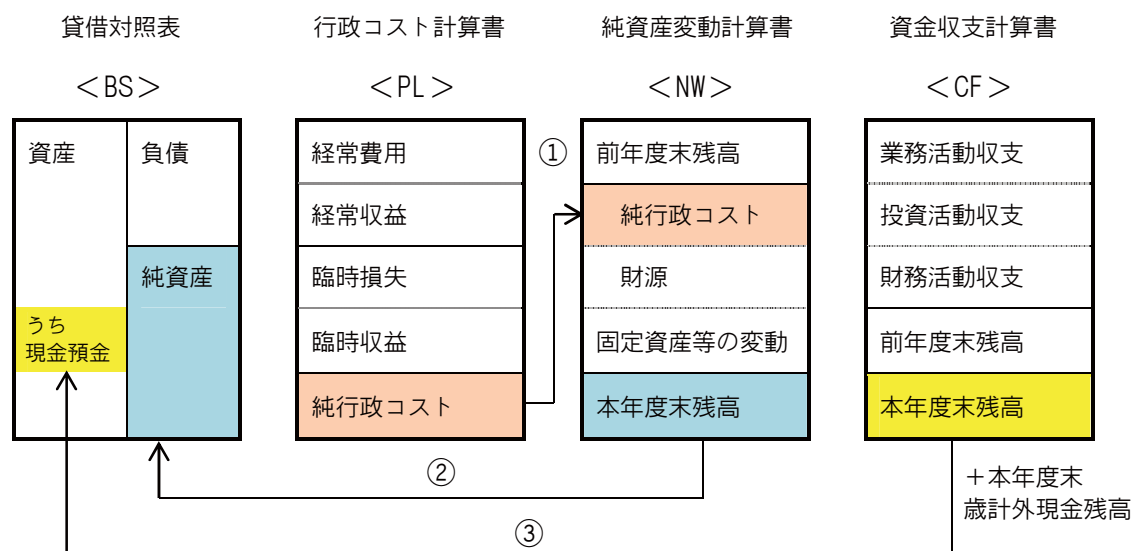 貸借対照表
<BS>
資産
負債
純資産
うち
現金預金
行政コスト計算書
<PL>
経常費用
経常収益
臨時損失
臨時収益
純行政コスト
①
純資産変動計算書
<NW>
前年度末残高
純行政コスト
財源
固定資産等の変動
本年度末残高
資金収支計算書
<CF>
業務活動収支
投資活動収支
財務活動収支
前年度末残高
本年度末残高
②
+本年度末
歳計外現金残高
③